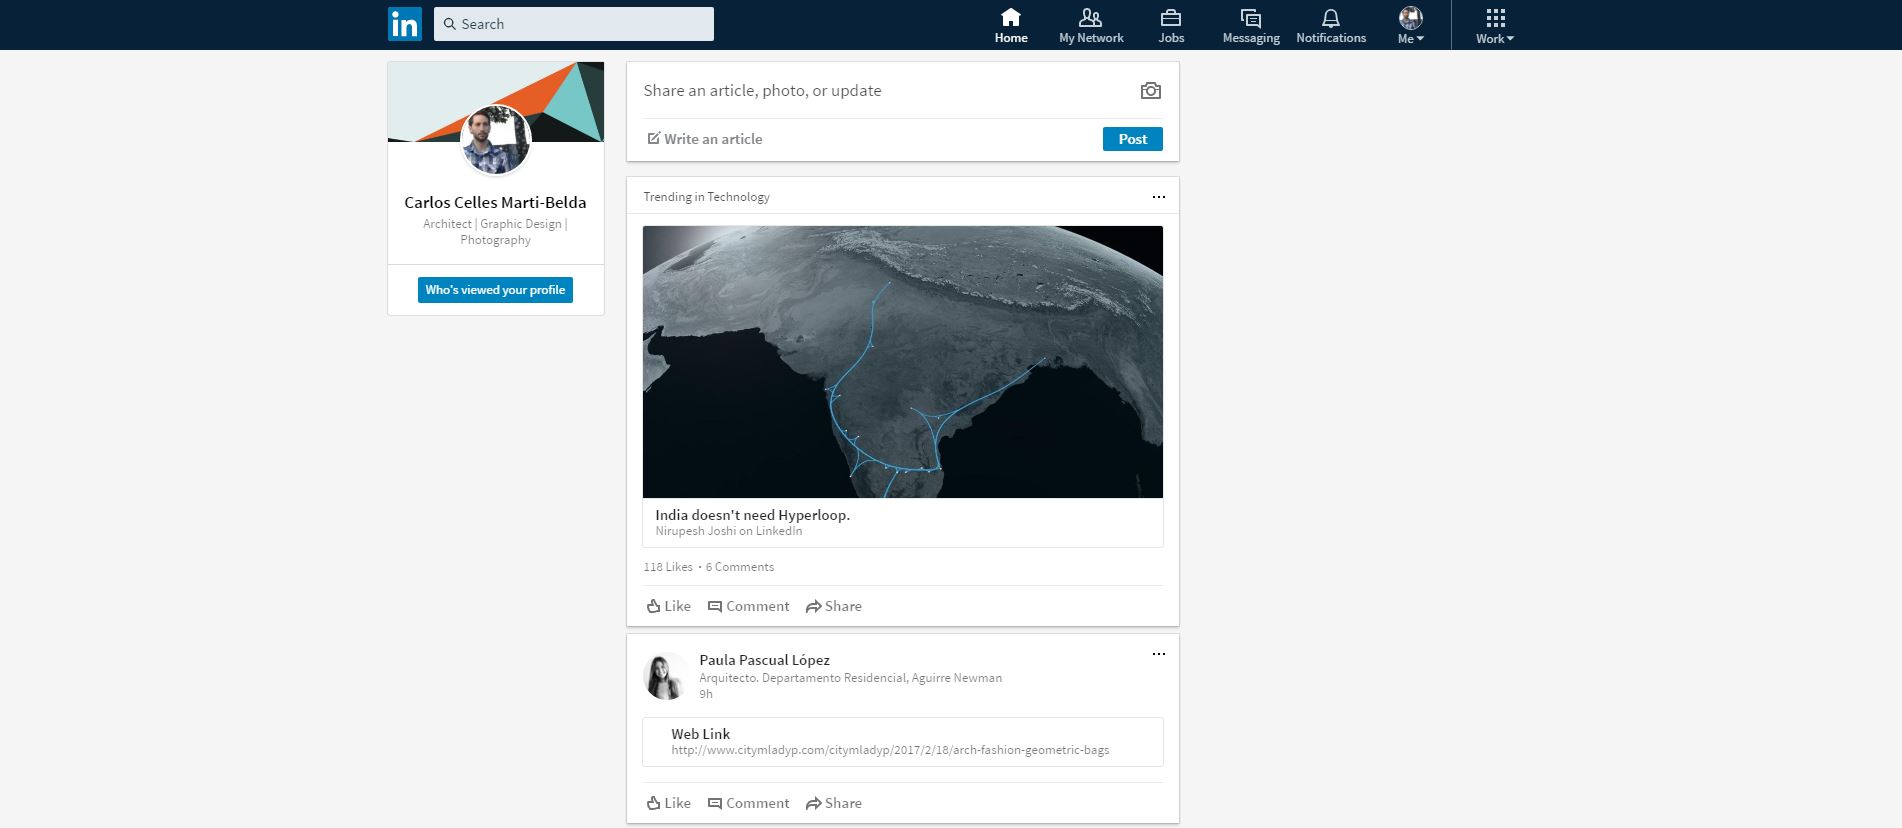 in
Search
Home
My Network
Jobs
Messaging
Notifications
Me
Work
Carlos Celles Marti-Belda
Architect | Graphic Design |
Photography
Who's viewed your profile
Share an article, photo, or update
Write an article
Post
Trending in Technology
India doesn't need Hyperloop.
Nirupesh Joshi on LinkedIn
118 Likes • 6 Comments
Like
Comment
Share
Paula Pascual López
Arquitecto. Departamento Residencial, Aguirre Newman
9h
Web Link
http://www.citymladyp.com/citymladyp/2017/2/18/arch-fashion-geometric-bags
Like
Comment
Share